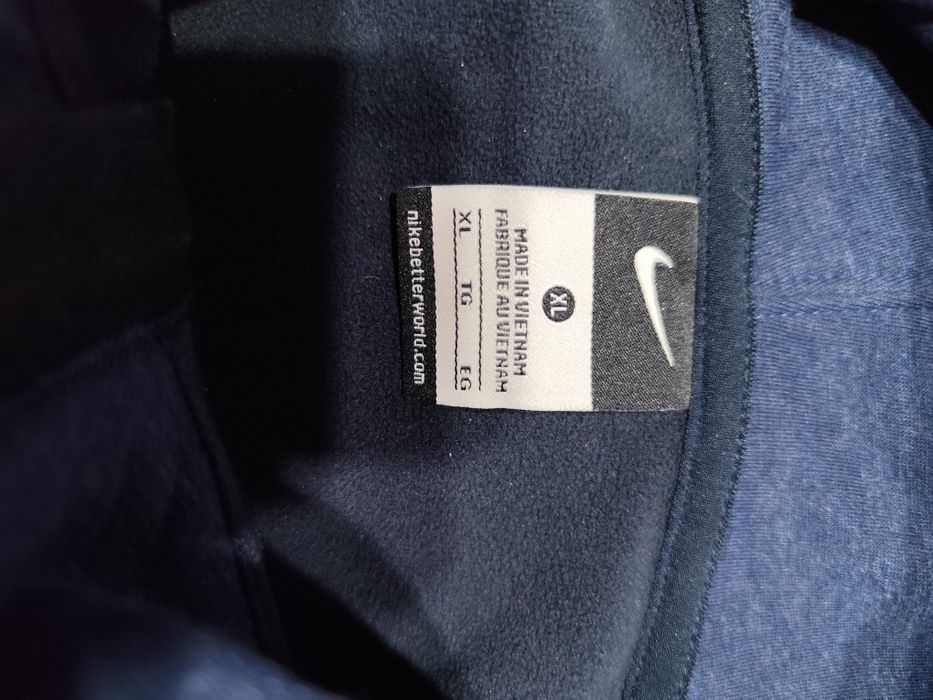 XL
MADE IN VIETNAM
FABRIQUE AU VIETNAM
XL TG EG
nikebetterworld.com